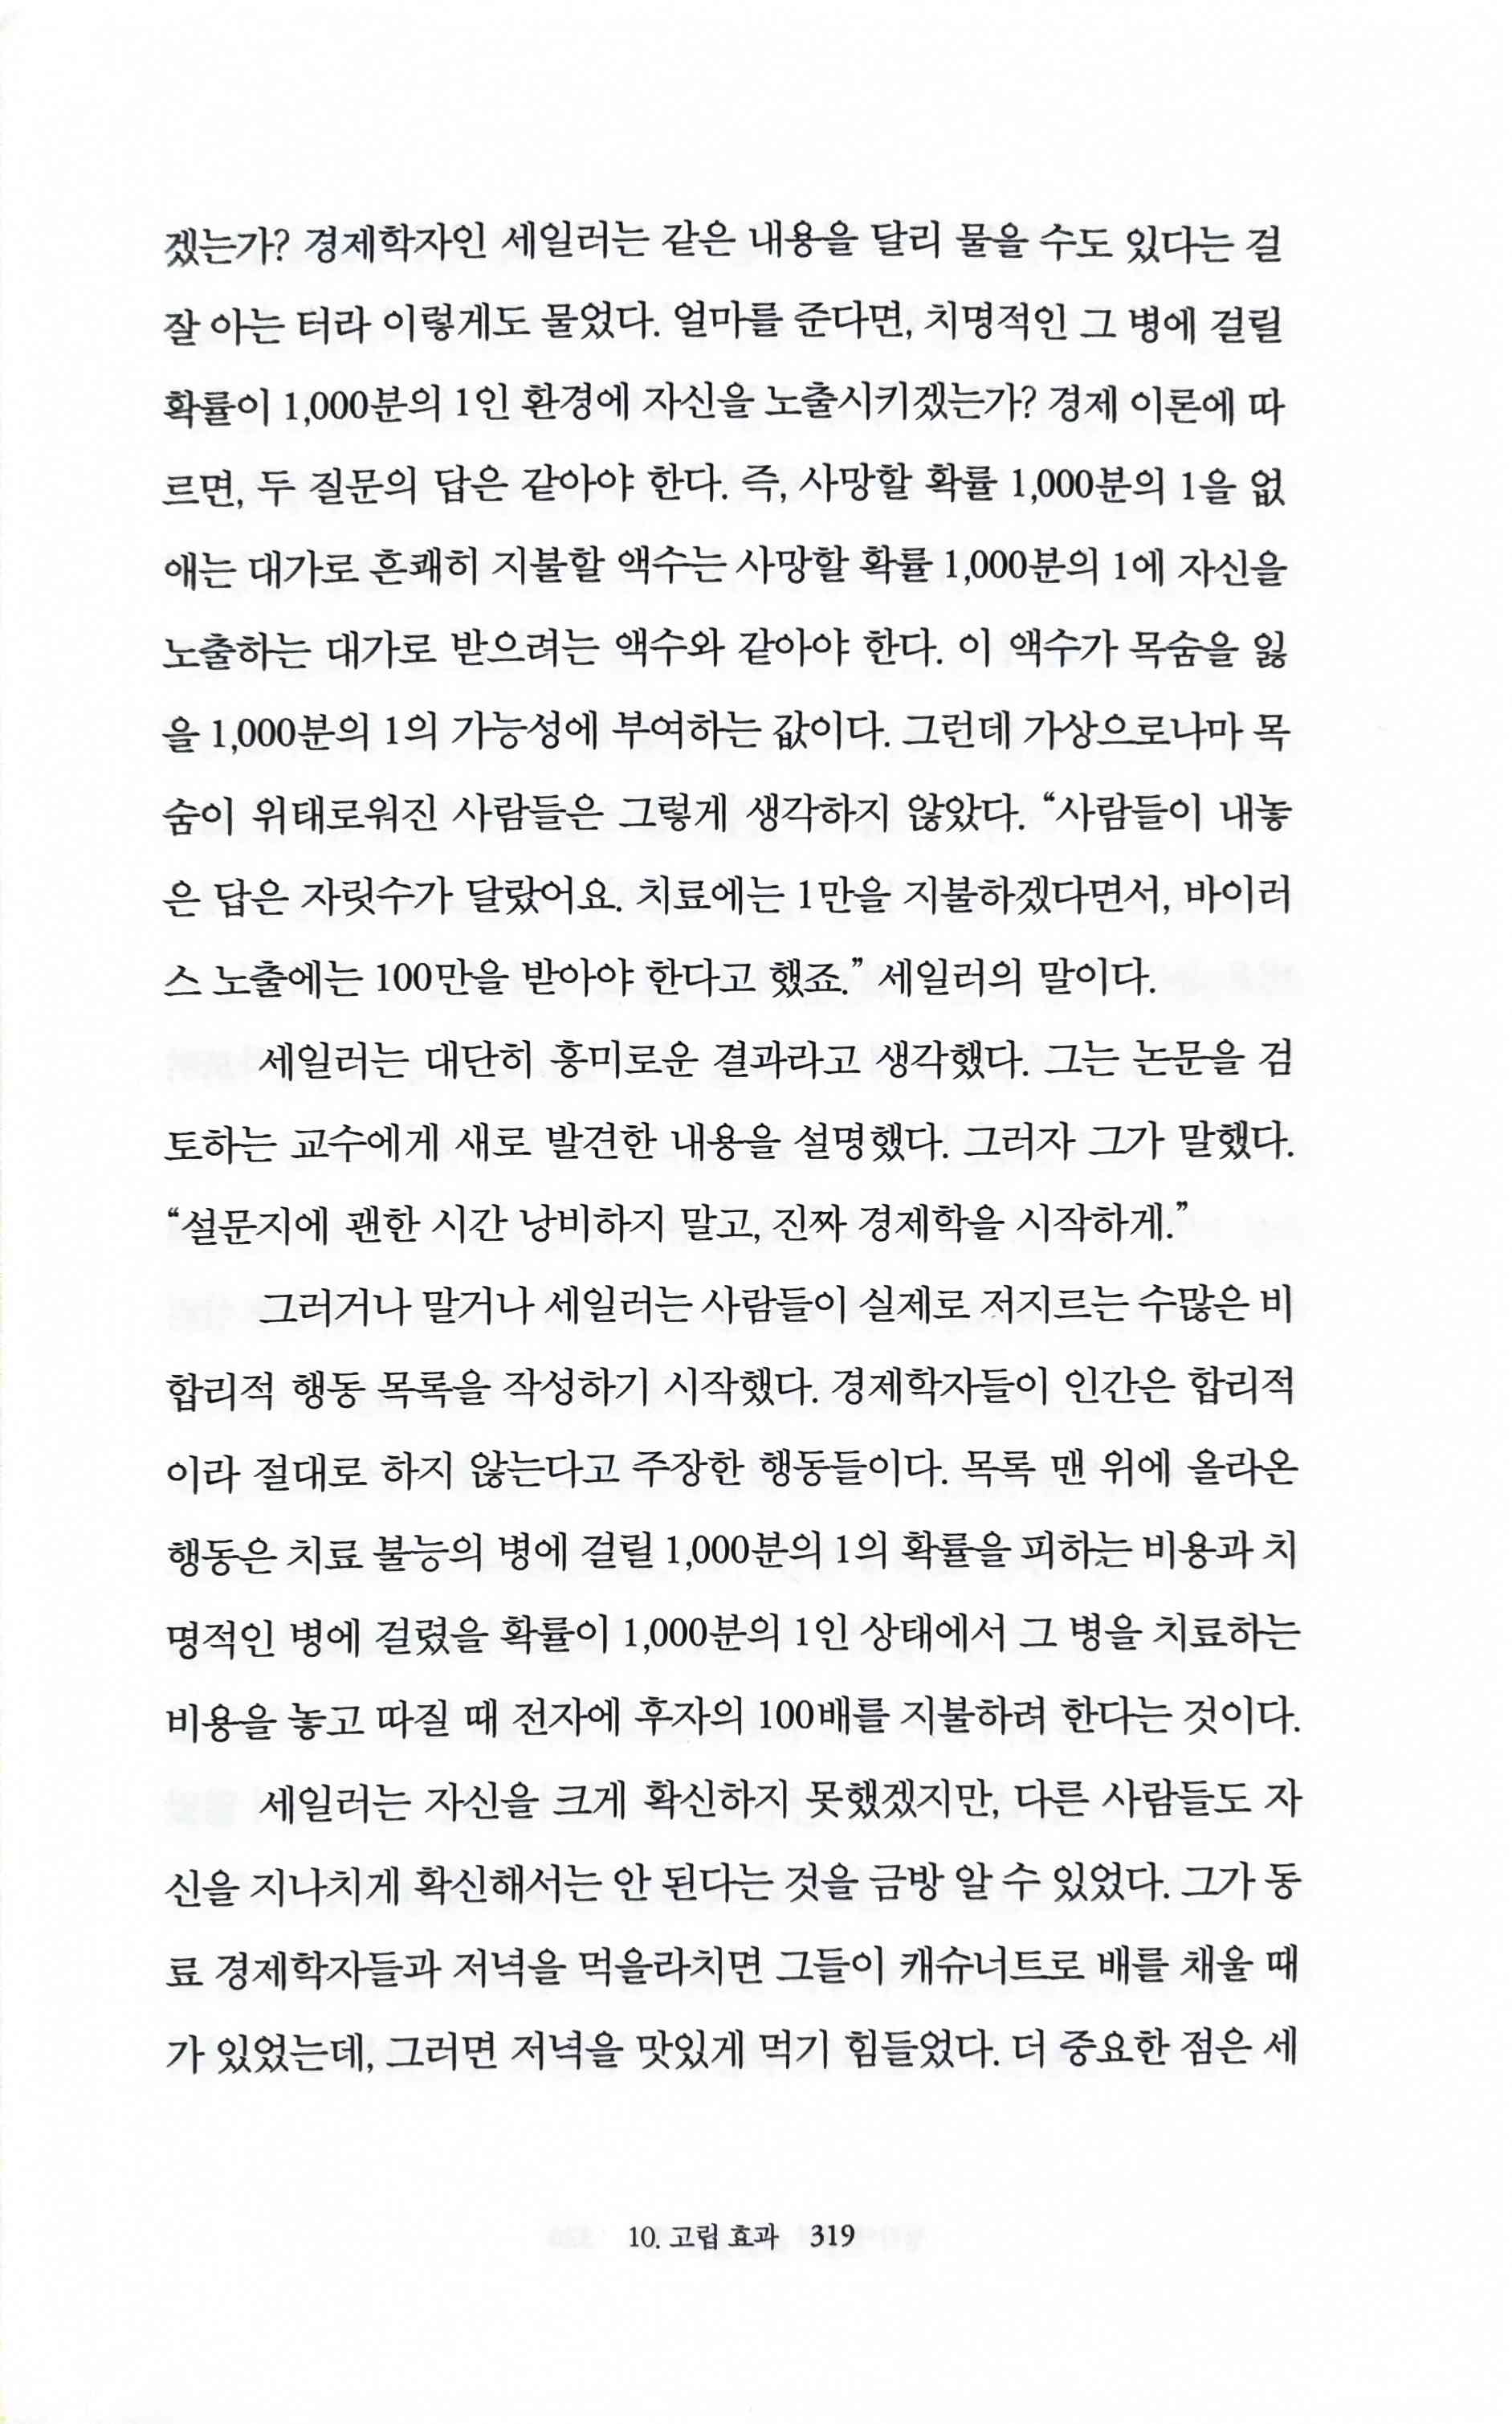 겠는가? 경제학자인 세일러는 같은 내용을 달리 물을 수도 있다는 걸
잘 아는 터라 이렇게도 물었다. 얼마를 준다면, 치명적인 그 병에 걸릴
확률이 1,000분의 1인 환경에 자신을 노출시키겠는가? 경제 이론에 따
르면, 두 질문의 답은 같아야 한다. 즉, 사망할 확률 1,000분의 1을 없
애는 대가로 흔쾌히 지불할 액수는 사망할 확률 1,000분의 1에 자신을
노출하는 대가로 받으려는 액수와 같아야 한다. 이 액수가 목숨을 잃
을 1,000분의 1의 가능성에 부여하는 값이다. 그런데 가상으로나마 목
숨이 위태로워진 사람들은 그렇게 생각하지 않았다. “사람들이 내놓
은 답은 자릿수가 달랐어요. 치료에는 1만을 지불하겠다면서, 바이러
스 노출에는 100만을 받아야 한다고 했죠.” 세일러의 말이다.
세일러는 대단히 흥미로운 결과라고 생각했다. 그는 논문을 검
토하는 교수에게 새로 발견한 내용을 설명했다. 그러자 그가 말했다.
“설문지에 괜한 시간 낭비하지 말고, 진짜 경제학을 시작하게.”
그러거나 말거나 세일러는 사람들이 실제로 저지르는 수많은 비
합리적 행동 목록을 작성하기 시작했다. 경제학자들이 인간은 합리적
이라 절대로 하지 않는다고 주장한 행동들이다. 목록 맨 위에 올라온
행동은 치료 불능의 병에 걸릴 1,000분의 1의 확률을 피하는 비용과 치
명적인 병에 걸렸을 확률이 1,000분의 1인 상태에서 그 병을 치료하는
비용을 놓고 따질 때 전자에 후자의 100배를 지불하려 한다는 것이다.
세일러는 자신을 크게 확신하지 못했겠지만, 다른 사람들도 자
신을 지나치게 확신해서는 안 된다는 것을 금방 알 수 있었다. 그가 동
료 경제학자들과 저녁을 먹을라치면 그들이 캐슈너트로 배를 채울 때
가 있었는데, 그러면 저녁을 맛있게 먹기 힘들었다. 더 중요한 점은 세
10. 고립 효과 319